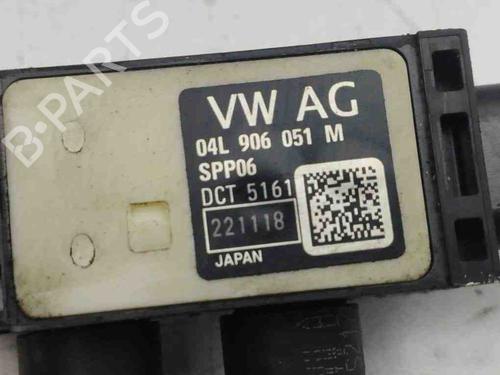 B-PARTS
VW AG
04L 906 051 M
SPP06
DCT 5161
221118
JAPAN